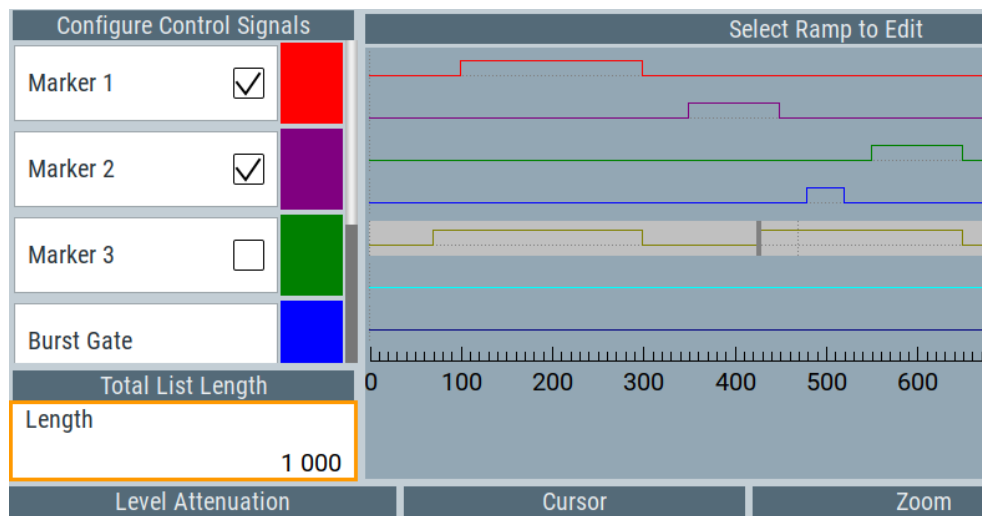 Configure Control Signals
Select Ramp to Edit
Marker 1
Marker 2
Marker 3
Burst Gate
0 100 200 300 400 500 600
Total List Length
Length
1 000
Level Attenuation
Cursor
Zoom